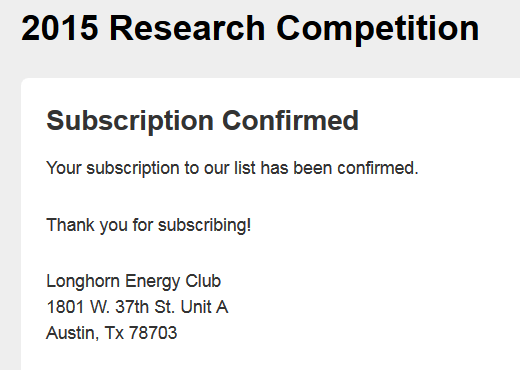 2015 Research Competition
Subscription Confirmed
Your subscription to our list has been confirmed.
Thank you for subscribing!
Longhorn Energy Club
1801 W. 37th St. Unit A
Austin, Tx 78703